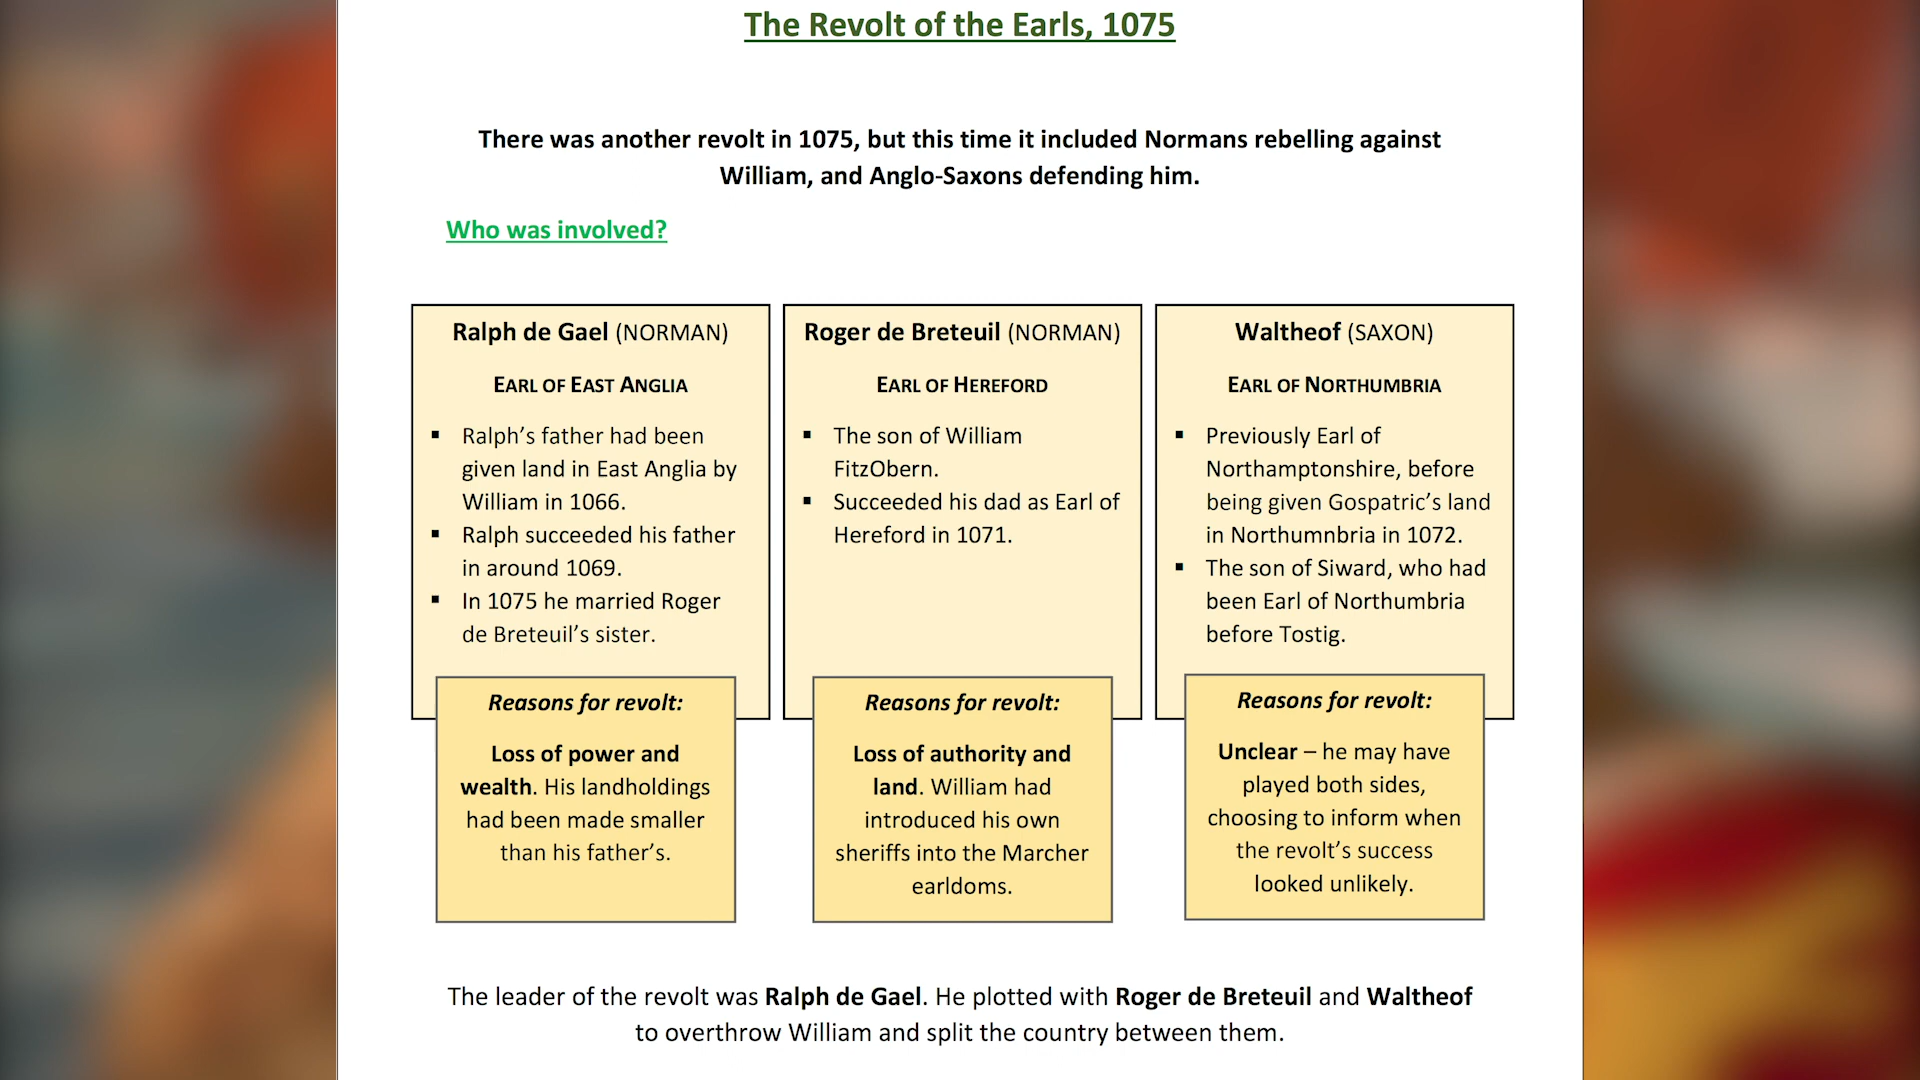 The Revolt of the Earls, 1075
There was another revolt in 1075, but this time it included Normans rebelling against
William, and Anglo-Saxons defending him.
Who was involved?
Ralph de Gael (NORMAN)
EARL OF EAST ANGLIA
▪ Ralph’s father had been
given land in East Anglia by
William in 1066.
▪ Ralph succeeded his father
in around 1069.
▪ In 1075 he married Roger
de Breteuil’s sister.
Reasons for revolt:
Loss of power and
wealth. His landholdings
had been made smaller
than his father’s.
Roger de Breteuil (NORMAN)
EARL OF HEREFORD
▪ The son of William
FitzObern.
▪ Succeeded his dad as Earl of
Hereford in 1071.
Reasons for revolt:
Loss of authority and
land. William had
introduced his own
sheriffs into the Marcher
earldoms.
Waltheof (SAXON)
EARL OF NORTHUMBRIA
▪ Previously Earl of
Northamptonshire, before
being given Gospatric’s land
in Northumnbria in 1072.
▪ The son of Siward, who had
been Earl of Northumbria
before Tostig.
Reasons for revolt:
Unclear – he may have
played both sides,
choosing to inform when
the revolt’s success
looked unlikely.
The leader of the revolt was Ralph de Gael. He plotted with Roger de Breteuil and Waltheof
to overthrow William and split the country between them.